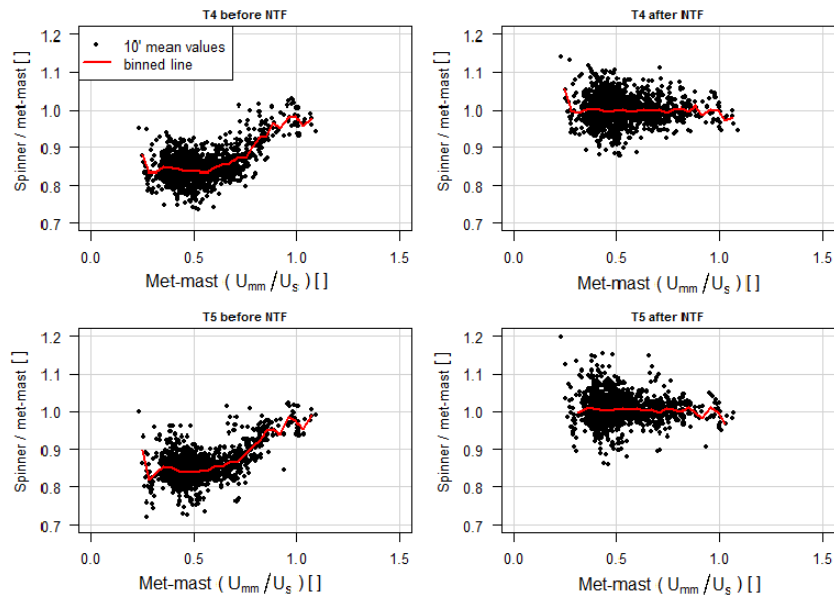 T4 before NTF
T4 after NTF
10' mean values
binned line
Spinner / met-mast [ ]
1.2
1.1
1.0
0.9
0.8
0.7
0.0 0.5 1.0 1.5
Met-mast ( Umm /Us ) [ ]
Spinner / met-mast [ ]
1.2
1.1
1.0
0.9
0.8
0.7
0.0 0.5 1.0 1.5
Met-mast ( Umm /Us ) [ ]
T5 before NTF
T5 after NTF
Spinner / met-mast [ ]
1.2
1.1
1.0
0.9
0.8
0.7
0.0 0.5 1.0 1.5
Met-mast ( Umm /Us ) [ ]
Spinner / met-mast [ ]
1.2
1.1
1.0
0.9
0.8
0.7
0.0 0.5 1.0 1.5
Met-mast ( Umm /Us ) [ ]